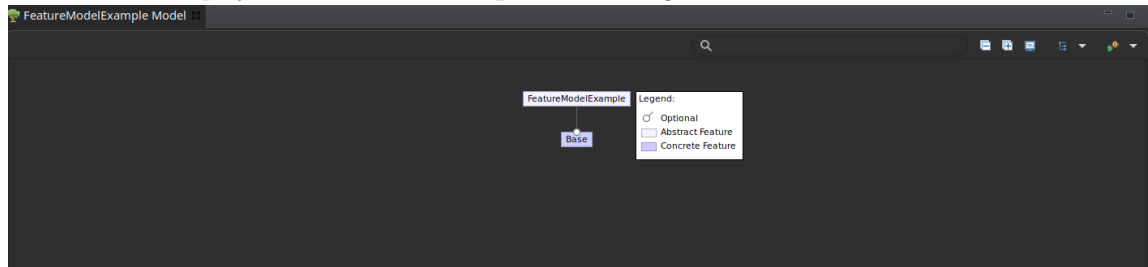 FeatureModelExample Model
FeatureModelExample
Base
Legend:
Optional
Abstract Feature
Concrete Feature